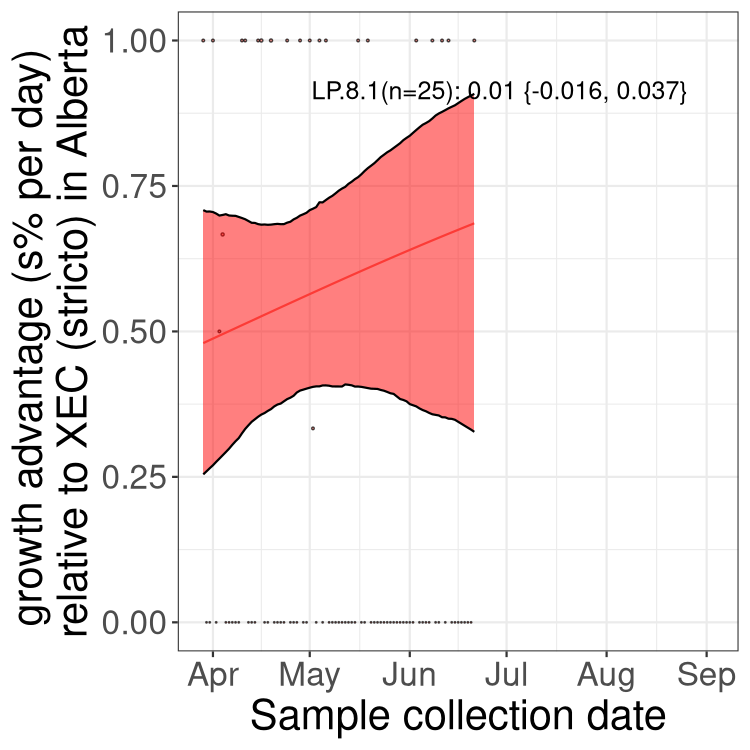 growth advantage (s% per day)
relative to XEC (stricto) in Alberta
1.00
0.75
0.50
0.25
0.00
LP.8.1(n=25): 0.01 {-0.016, 0.037}
Apr May Jun Jul Aug Sep
Sample collection date